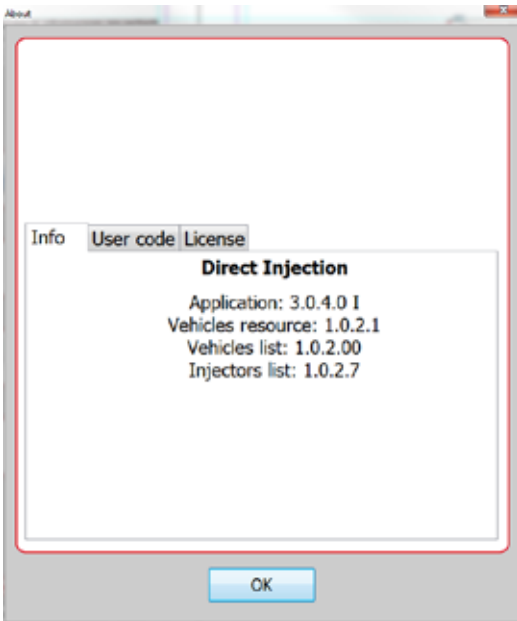 About
Info User code License
Direct Injection
Application: 3.0.4.0 I
Vehicles resource: 1.0.2.1
Vehicles list: 1.0.2.00
Injectors list: 1.0.2.7
OK